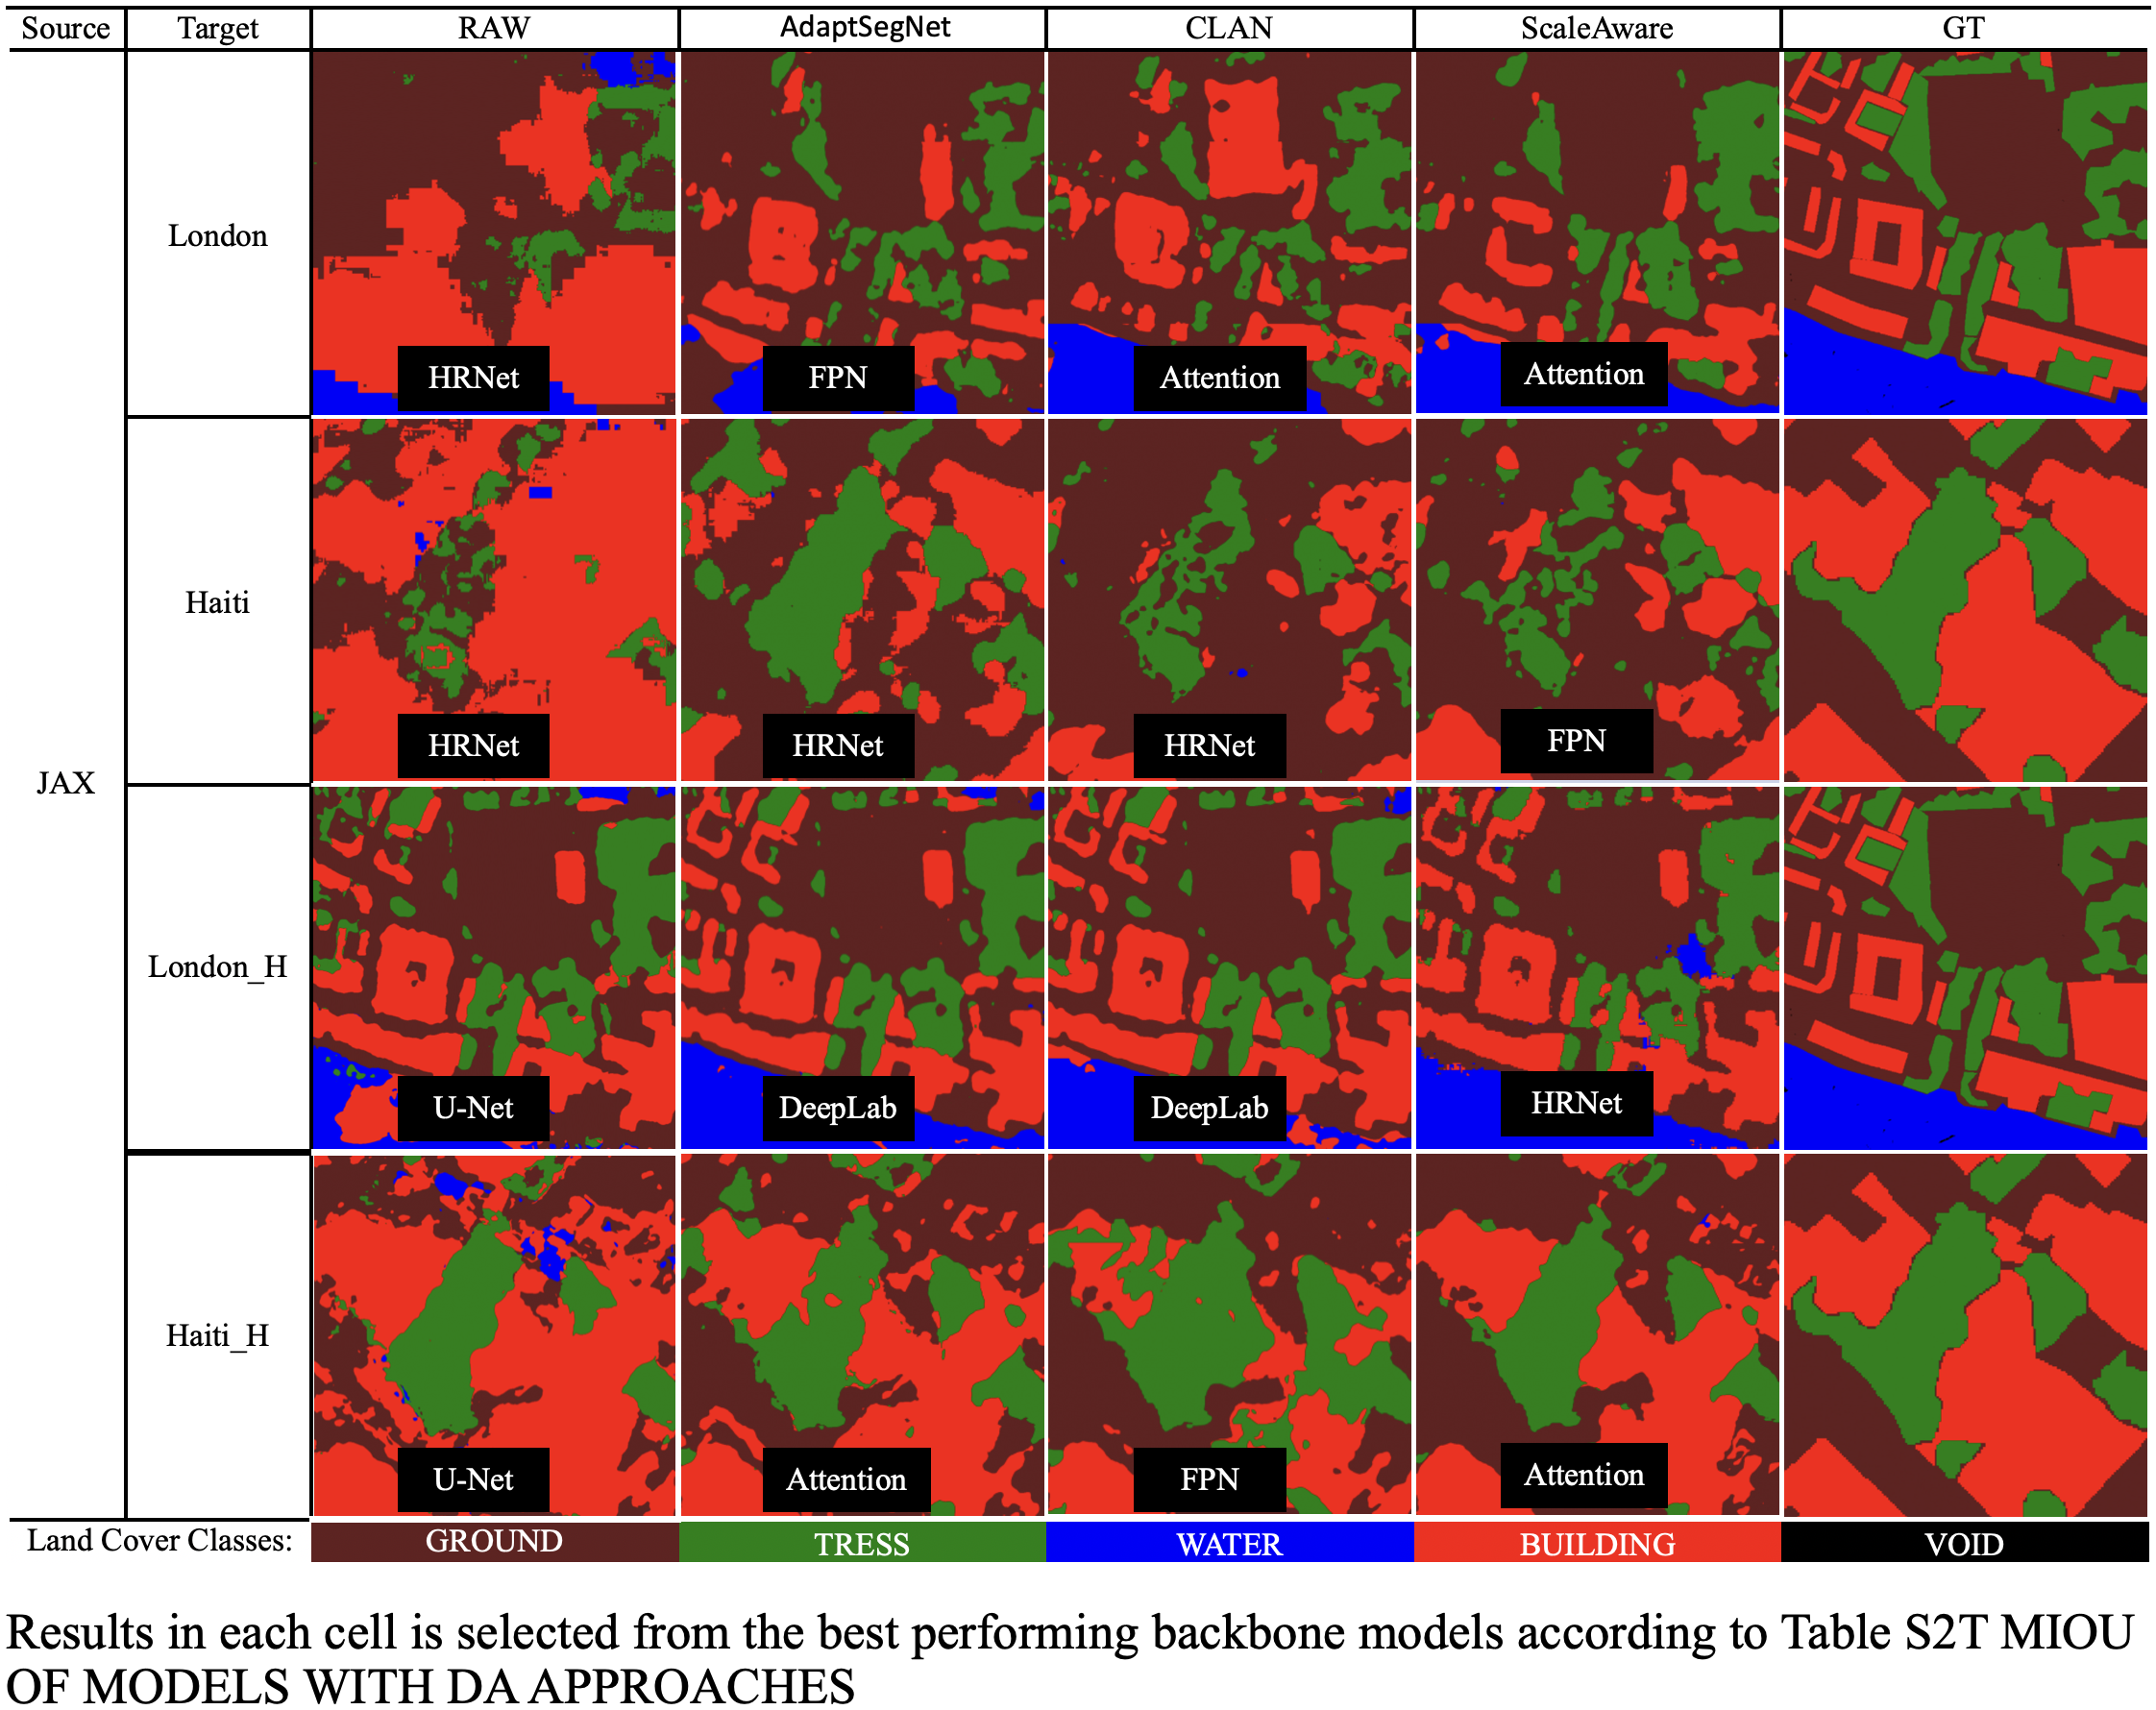 Source Target RAW AdaptSegNet CLAN ScaleAware GT
London
HRNet FPN Attention Attention
Haiti
HRNet HRNet HRNet FPN
JAX
London_H
U-Net DeepLab DeepLab HRNet
Haiti_H
U-Net Attention FPN Attention
Land Cover Classes: GROUND TRESS WATER BUILDING VOID
Results in each cell is selected from the best performing backbone models according to Table S2T MIOU
OF MODELS WITH DA APPROACHES